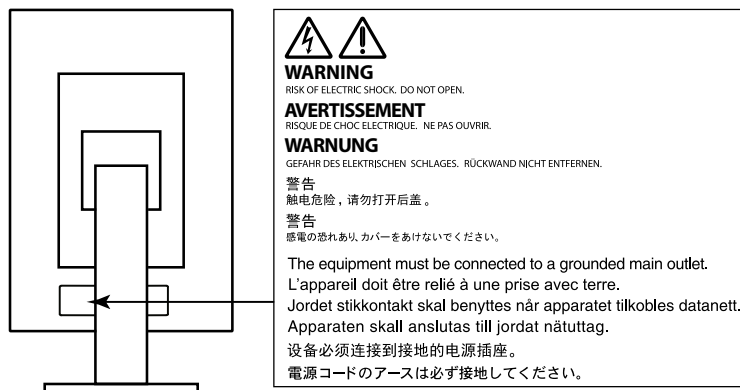 WARNING
RISK OF ELECTRIC SHOCK. DO NOT OPEN.
AVERTISSEMENT
RISQUE DE CHOC ELECTRIQUE. NE PAS OUVRIR.
WARNUNG
GEFAHR DES ELEKTRISCHEN SCHLAGES. RÜCKWAND NICHT ENTFERNEN.
警告
触电危险，请勿打开后盖。
警告
感電の恐れあり、カバーをあけないでください。
The equipment must be connected to a grounded main outlet.
L'appareil doit être relié à une prise avec terre.
Jordet stikkontakt skal benyttes når apparatet tilkobles datanett.
Apparaten skall anslutas till jordat nätuttag.
设备必须连接到接地的电源插座。
電源コードのアースは必ず接地してください。